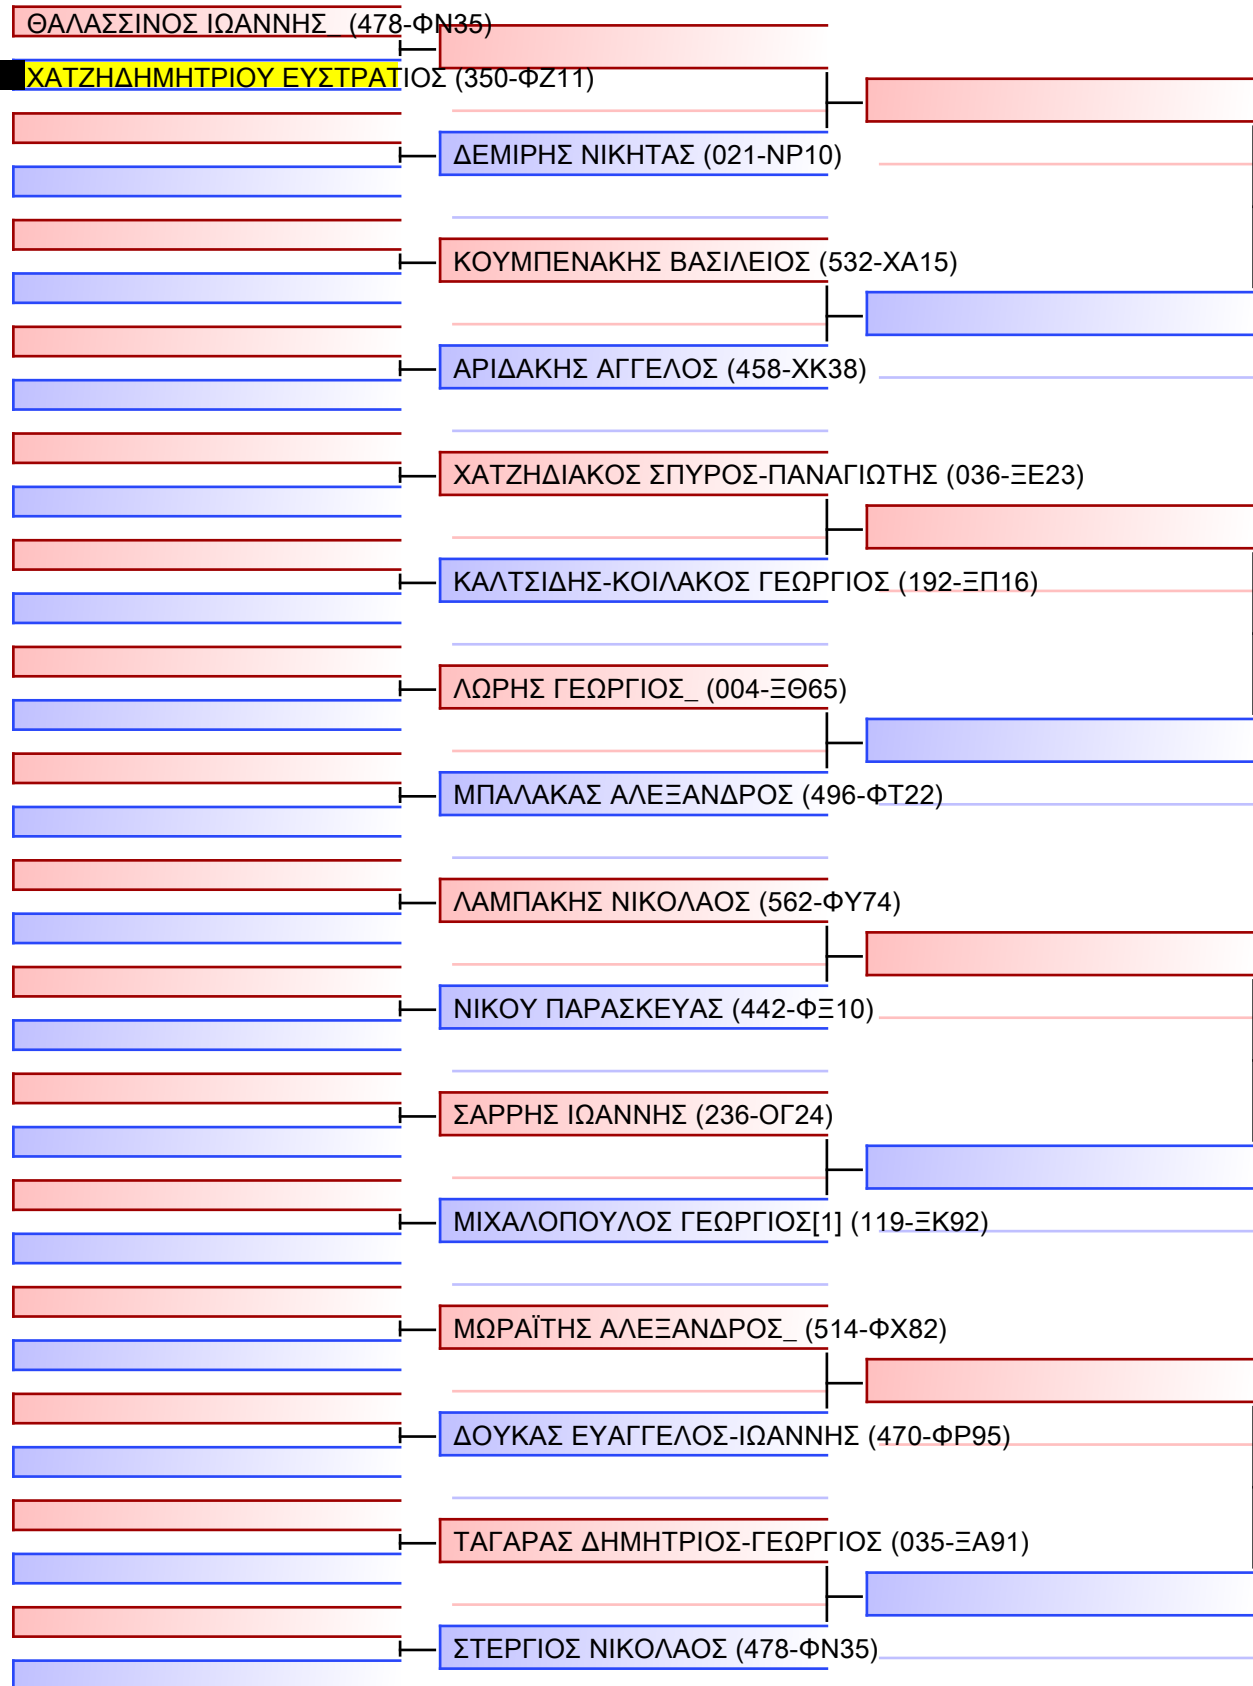 ΘΑΛΑΣΣΙΝΟΣ ΙΩΑΝΝΗΣ_ (478-ΦΝ35)
ΧΑΤΖΗΔΗΜΗΤΡΙΟΥ ΕΥΣΤΡΑΤΙΟΣ (350-ΦΖ11)
ΔΕΜΙΡΗΣ ΝΙΚΗΤΑΣ (021-ΝΡ10)
ΚΟΥΜΠΕΝΑΚΗΣ ΒΑΣΙΛΕΙΟΣ (532-ΧΑ15)
ΑΡΙΔΑΚΗΣ ΑΓΓΕΛΟΣ (458-ΧΚ38)
ΧΑΤΖΗΔΙΑΚΟΣ ΣΠΥΡΟΣ-ΠΑΝΑΓΙΩΤΗΣ (036-ΞΕ23)
ΚΑΛΤΣΙΔΗΣ-ΚΟΙΛΑΚΟΣ ΓΕΩΡΓΙΟΣ (192-ΞΠ16)
ΛΩΡΗΣ ΓΕΩΡΓΙΟΣ_ (004-ΞΘ65)
ΜΠΑΛΑΚΑΣ ΑΛΕΞΑΝΔΡΟΣ (496-ΦΤ22)
ΛΑΜΠΑΚΗΣ ΝΙΚΟΛΑΟΣ (562-ΦΥ74)
ΝΙΚΟΥ ΠΑΡΑΣΚΕΥΑΣ (442-ΦΞ10)
ΣΑΡΡΗΣ ΙΩΑΝΝΗΣ (236-ΟΓ24)
ΜΙΧΑΛΟΠΟΥΛΟΣ ΓΕΩΡΓΙΟΣ[1] (119-ΞΚ92)
ΜΩΡΑΪΤΗΣ ΑΛΕΞΑΝΔΡΟΣ_ (514-ΦΧ82)
ΔΟΥΚΑΣ ΕΥΑΓΓΕΛΟΣ-ΙΩΑΝΝΗΣ (470-ΦΡ95)
ΤΑΓΑΡΑΣ ΔΗΜΗΤΡΙΟΣ-ΓΕΩΡΓΙΟΣ (035-ΞΑ91)
ΣΤΕΡΓΙΟΣ ΝΙΚΟΛΑΟΣ (478-ΦΝ35)